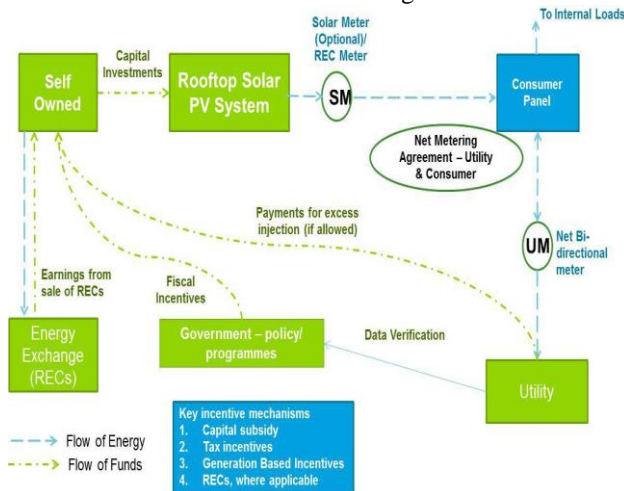 Solar Meter
(Optional)/
REC Meter
To Internal Loads
Capital
Investments
Self
Owned
Rooftop Solar
PV System
SM
Consumer
Panel
Net Metering
Agreement – Utility
& Consumer
Payments for excess
injection (if allowed)
UM
Net Bi-
directional
meter
Earnings from
sale of RECs
Fiscal
Incentives
Energy
Exchange
(RECs)
Government – policy/
programmes
Data Verification
Utility
Key incentive mechanisms
1. Capital subsidy
2. Tax incentives
3. Generation Based Incentives
4. RECs, where applicable
Flow of Energy
Flow of Funds